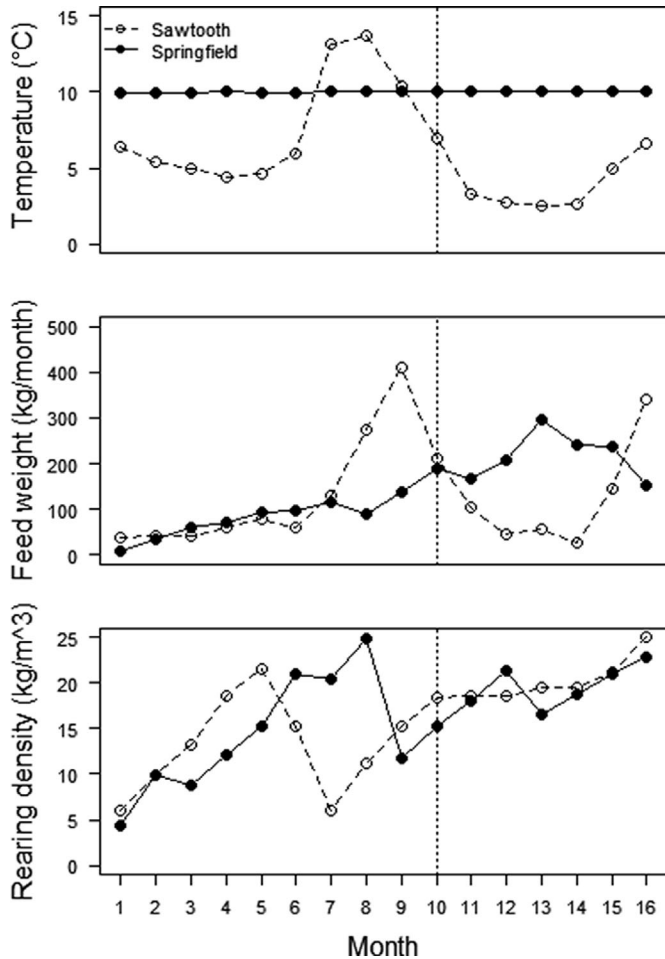 Temperature (°C)
15
10
5
0
Sawtooth
Springfield
Feed weight (kg/month)
500
400
300
200
100
0
Rearing density (kg/m^3)
25
20
15
10
5
0
1 2 3 4 5 6 7 8 9 10 11 12 13 14 15 16
Month